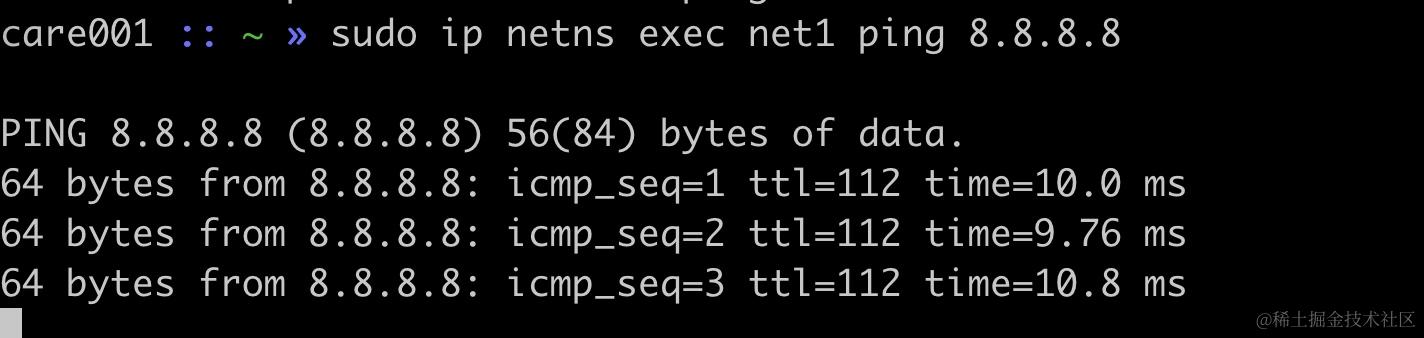 care001 :: ~ » sudo ip netns exec net1 ping 8.8.8.8
PING 8.8.8.8 (8.8.8.8) 56(84) bytes of data.
64 bytes from 8.8.8.8: icmp_seq=1 ttl=112 time=10.0 ms
64 bytes from 8.8.8.8: icmp_seq=2 ttl=112 time=9.76 ms
64 bytes from 8.8.8.8: icmp_seq=3 ttl=112 time=10.8 ms
@稀土掘金技术社区